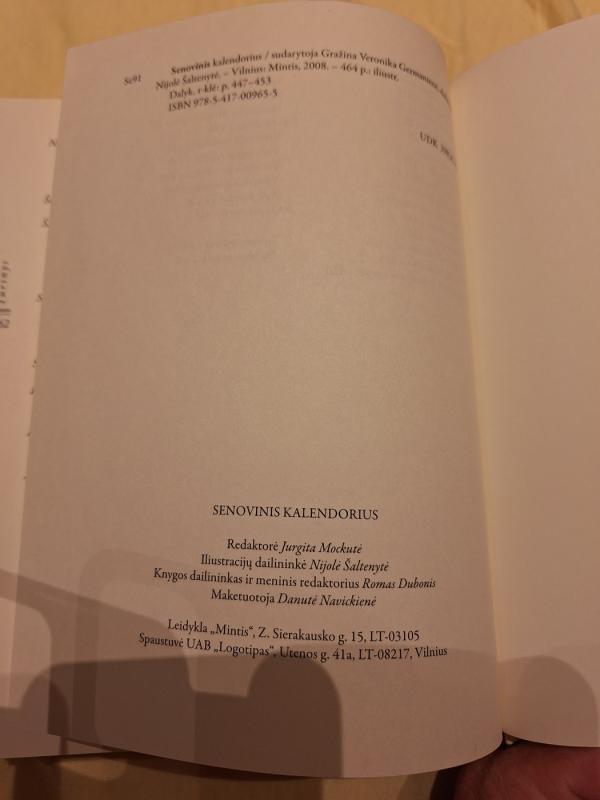 Se91
Senovinis kalendorius / sudarytoja Gražina Veronika
Nijolė Šaltenytė. – Vilnius: Mintis, 2008. – 464 p.: iliustr.
Dalyk. r-klė: p. 447–453
ISBN 978-5-417-00965-5
UDK
SENOVINIS KALENDORIUS
Redaktorė Jurgita Mockutė
Iliustracijų dailininkė Nijolė Šaltenytė
Knygos dailininkas ir meninis redaktorius Romas Dubonis
Maketuotoja Danutė Navickienė
Leidykla „Mintis“, Z. Sierakausko g. 15, LT-03105
Spaustuvė UAB „Logotipas“, Utenos g. 41a, LT-08217, Vilnius